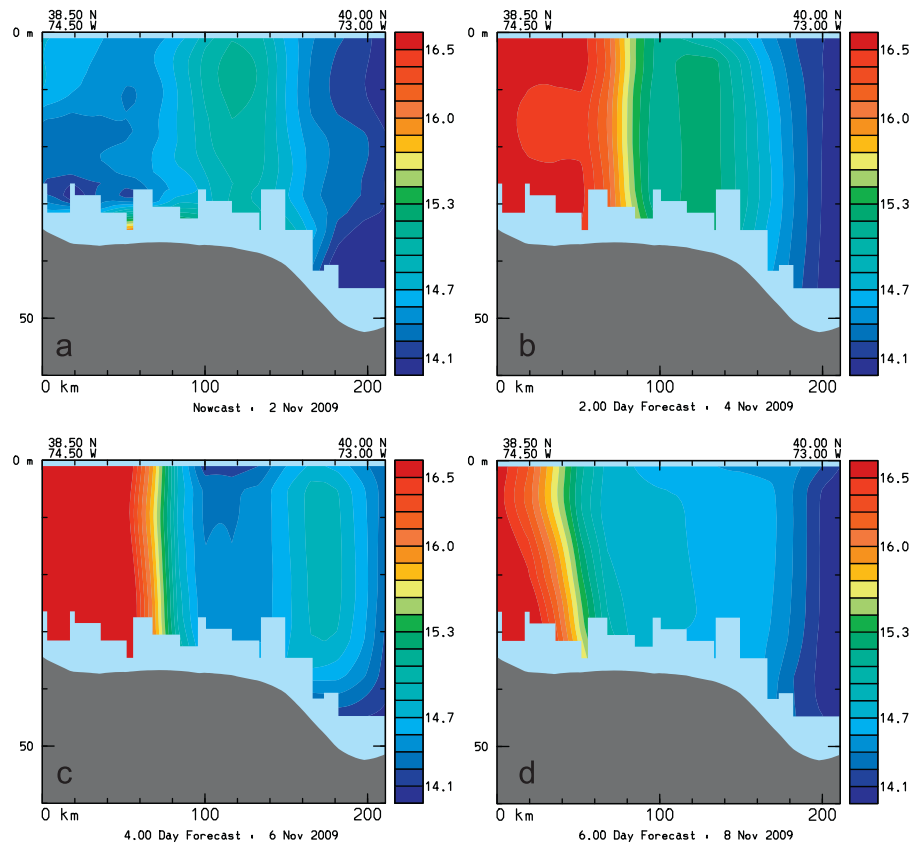 38.50 N 40.00 N
74.50 W 73.00 W
0 m
50
a
0 km 100 200
Nowcast : 2 Nov 2009
16.5
16.0
15.3
14.7
14.1
38.50 N 40.00 N
74.50 W 73.00 W
0 m
50
b
0 km 100 200
2.00 Day Forecast : 4 Nov 2009
16.5
16.0
15.3
14.7
14.1
38.50 N 40.00 N
74.50 W 73.00 W
0 m
50
c
0 km 100 200
4.00 Day Forecast : 6 Nov 2009
16.5
16.0
15.3
14.7
14.1
38.50 N 40.00 N
74.50 W 73.00 W
0 m
50
d
0 km 100 200
6.00 Day Forecast : 8 Nov 2009
16.5
16.0
15.3
14.7
14.1